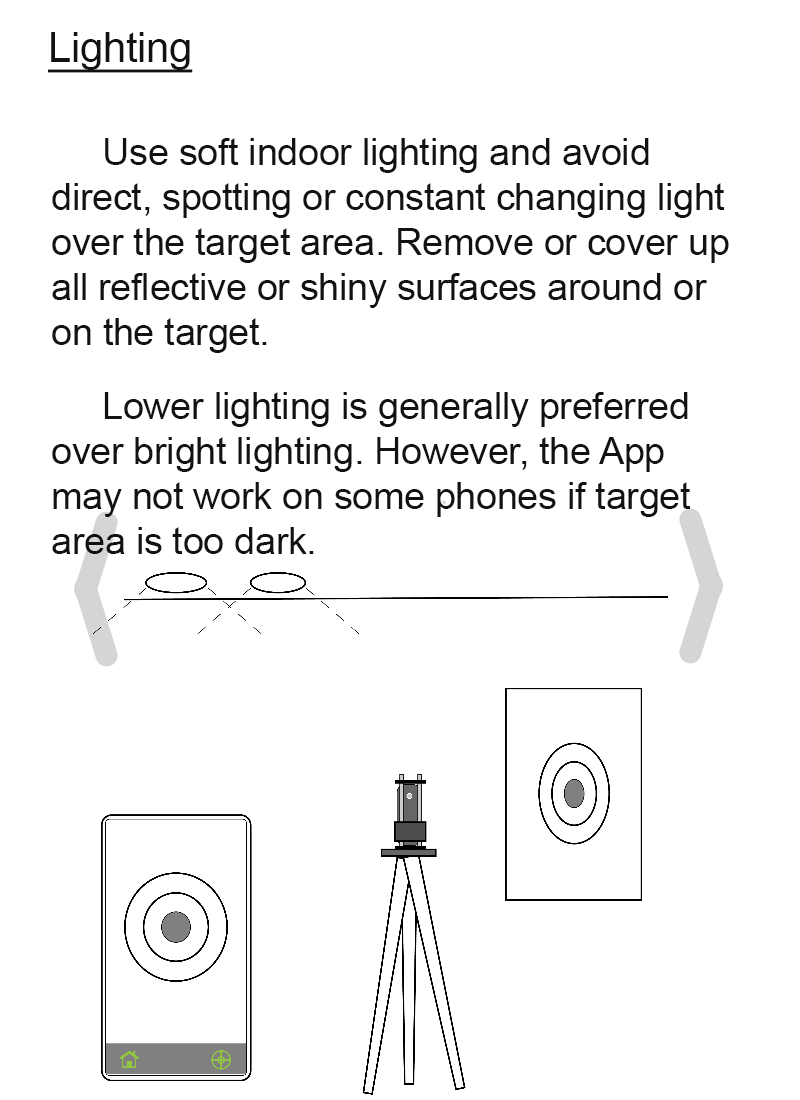 Lighting
Use soft indoor lighting and avoid
direct, spotting or constant changing light
over the target area. Remove or cover up
all reflective or shiny surfaces around or
on the target.
Lower lighting is generally preferred
over bright lighting. However, the App
may not work on some phones if target
area is too dark.